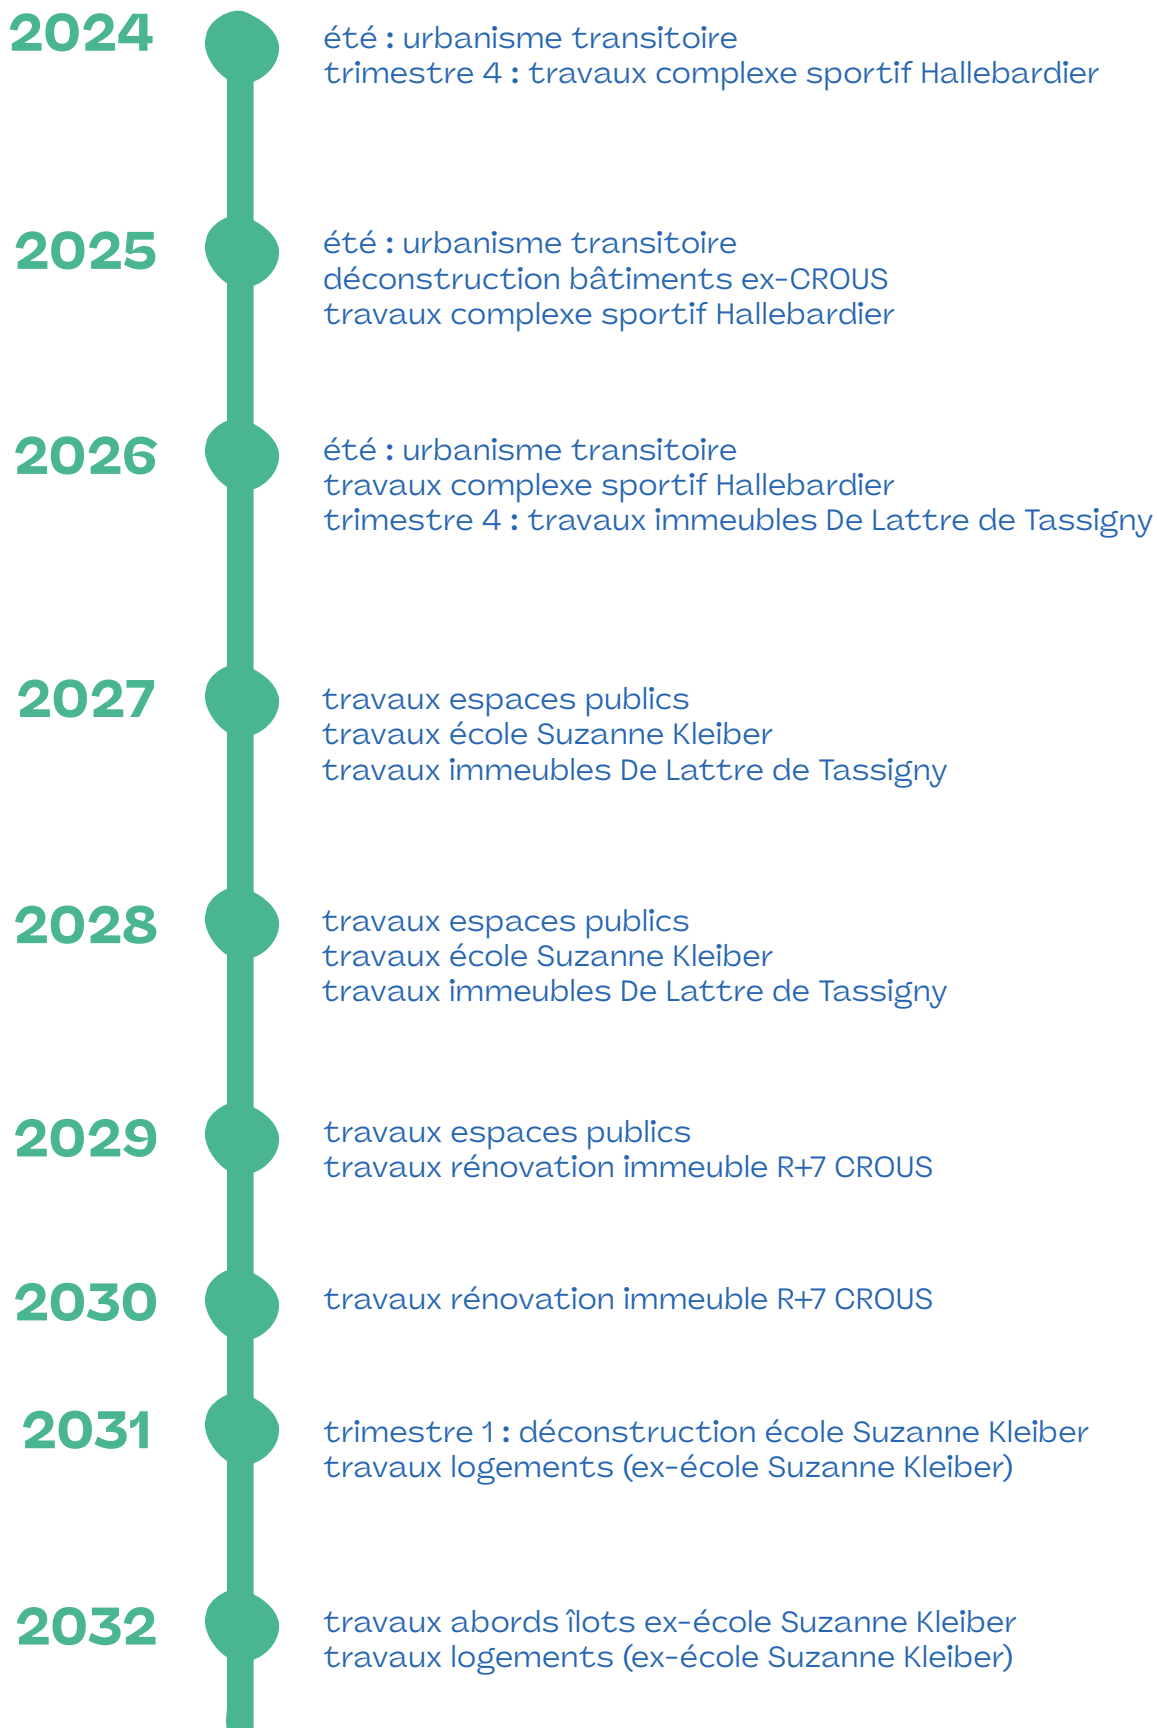 2024
été : urbanisme transitoire
trimestre 4 : travaux complexe sportif Hallebardier
2025
été : urbanisme transitoire
déconstruction bâtiments ex-CROUS
travaux complexe sportif Hallebardier
2026
été : urbanisme transitoire
travaux complexe sportif Hallebardier
trimestre 4 : travaux immeubles De Lattre de Tassigny
2027
travaux espaces publics
travaux école Suzanne Kleiber
travaux immeubles De Lattre de Tassigny
2028
travaux espaces publics
travaux école Suzanne Kleiber
travaux immeubles De Lattre de Tassigny
2029
travaux espaces publics
travaux rénovation immeuble R+7 CROUS
2030
travaux rénovation immeuble R+7 CROUS
2031
trimestre 1 : déconstruction école Suzanne Kleiber
travaux logements (ex-école Suzanne Kleiber)
2032
travaux abords îlots ex-école Suzanne Kleiber
travaux logements (ex-école Suzanne Kleiber)